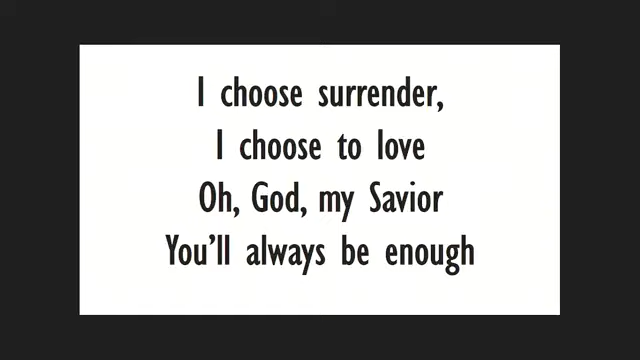 I choose surrender,
I choose to love
Oh, God, my Savior
You'll always be enough